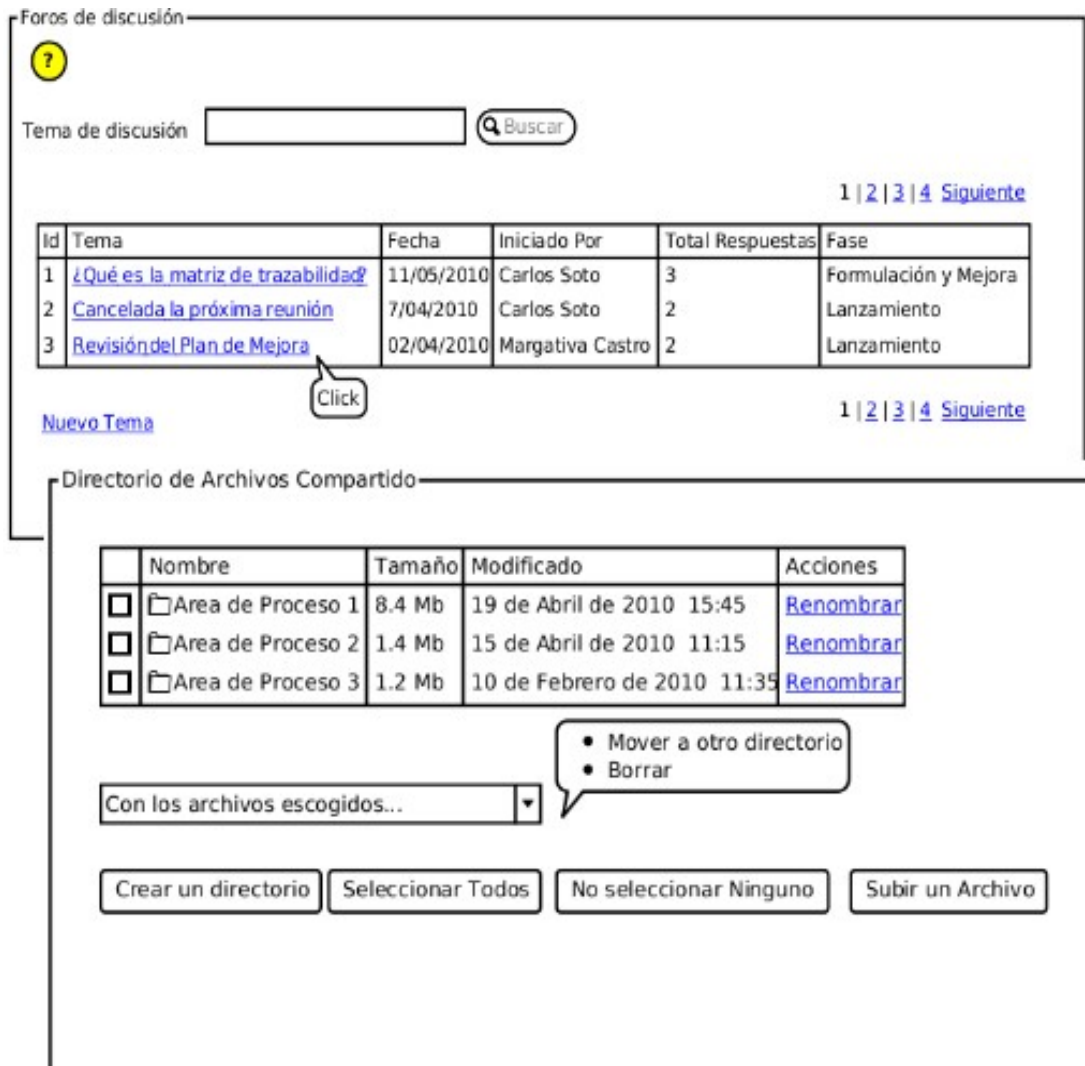 Foros de discusión
?
Tema de discusión Buscar
1 | 2 | 3 | 4 Siguiente
Id Tema Fecha Iniciado Por Total Respuestas Fase
1 ¿Qué es la matriz de trazabilidad? 11/05/2010 Carlos Soto 3 Formulación y Mejora
2 Cancelada la próxima reunión 7/04/2010 Carlos Soto 2 Lanzamiento
3 Revisión del Plan de Mejora 02/04/2010 Margativa Castro 2 Lanzamiento
Click
Nuevo Tema 1 | 2 | 3 | 4 Siguiente
Directorio de Archivos Compartido
Nombre Tamaño Modificado Acciones
Area de Proceso 1 8.4 Mb 19 de Abril de 2010 15:45 Renombrar
Area de Proceso 2 1.4 Mb 15 de Abril de 2010 11:15 Renombrar
Area de Proceso 3 1.2 Mb 10 de Febrero de 2010 11:35 Renombrar
• Mover a otro directorio
• Borrar
Con los archivos escogidos...
Crear un directorio Seleccionar Todos No seleccionar Ninguno Subir un Archivo